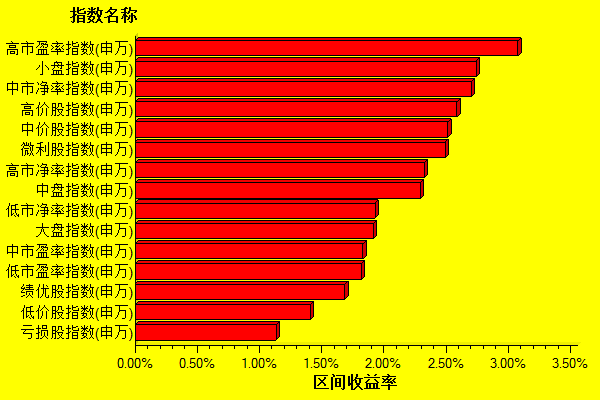 指数名称
高市盈率指数(申万)
小盘指数(申万)
中市净率指数(申万)
高价股指数(申万)
中价股指数(申万)
微利股指数(申万)
高市净率指数(申万)
中盘指数(申万)
低市净率指数(申万)
大盘指数(申万)
中市盈率指数(申万)
低市盈率指数(申万)
绩优股指数(申万)
低价股指数(申万)
亏损股指数(申万)
0.00% 0.50% 1.00% 1.50% 2.00% 2.50% 3.00% 3.50%
区间收益率